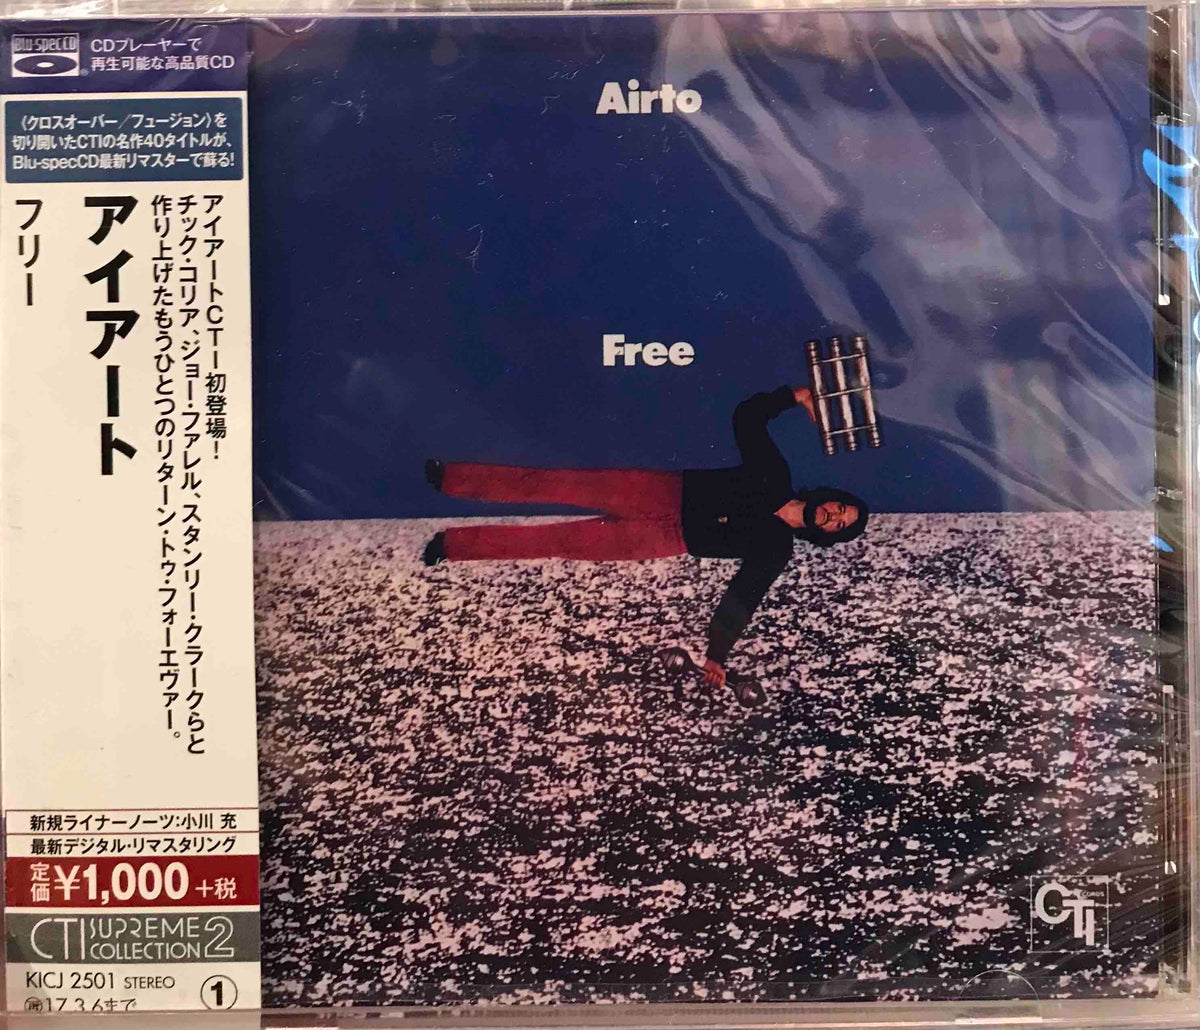 Blu-specCD
CDプレーヤーで
再生可能な高品質CD
《クロスオーバー／フュージョン》を
切り開いたCTIの名作40タイトルが、
Blu-specCD最新リマスターで蘇る!
アイアートCTI初登場!
チック・コリア、ジョー・ファレル、スタンリー・クラークらと
作り上げたもうひとつのリターン・トゥ・フォーエヴァー。
アイアート
フリー
新規ライナーノーツ:小川 充
最新デジタル・リマスタリング
定価 ¥1,000 +税
CTI SUPREME COLLECTION 2
KICJ 2501 STEREO
17.3.6まで
①
Airto
Free
CTI